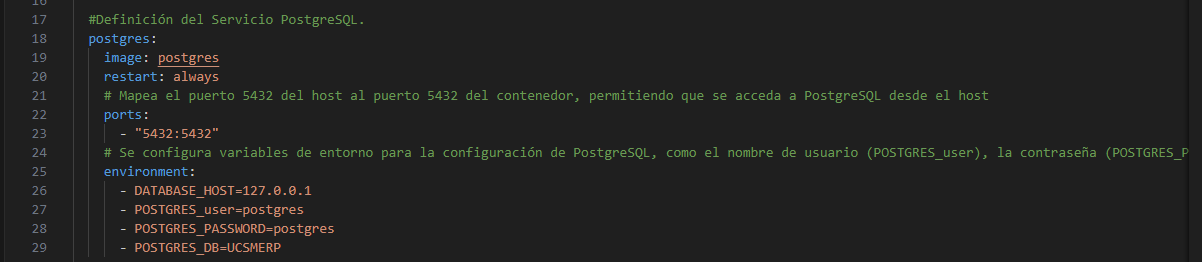 16
17 #Definición del Servicio PostgreSQL.
18 postgres:
19 image: postgres
20 restart: always
21 # Mapea el puerto 5432 del host al puerto 5432 del contenedor, permitiendo que se acceda a PostgreSQL desde el host
22 ports:
23 - "5432:5432"
24 # Se configura variables de entorno para la configuración de PostgreSQL, como el nombre de usuario (POSTGRES_user), la contraseña (POSTGRES_P
25 environment:
26 - DATABASE_HOST=127.0.0.1
27 - POSTGRES_user=postgres
28 - POSTGRES_PASSWORD=postgres
29 - POSTGRES_DB=UCSMERP